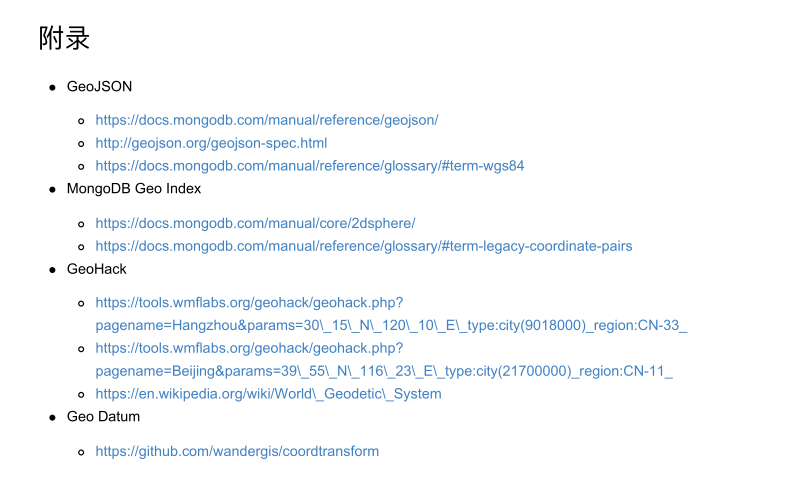 附录
GeoJSON
https://docs.mongodb.com/manual/reference/geojson/
http://geojson.org/geojson-spec.html
https://docs.mongodb.com/manual/reference/glossary/#term-wgs84
MongoDB Geo Index
https://docs.mongodb.com/manual/core/2dsphere/
https://docs.mongodb.com/manual/reference/glossary/#term-legacy-coordinate-pairs
GeoHack
https://tools.wmflabs.org/geohack/geohack.php?
pagename=Hangzhou&params=30\_15\_N\_120\_10\_E\_type:city(9018000)_region:CN-33_
https://tools.wmflabs.org/geohack/geohack.php?
pagename=Beijing&params=39\_55\_N\_116\_23\_E\_type:city(21700000)_region:CN-11_
https://en.wikipedia.org/wiki/World\_Geodetic\_System
Geo Datum
https://github.com/wandergis/coordtransform